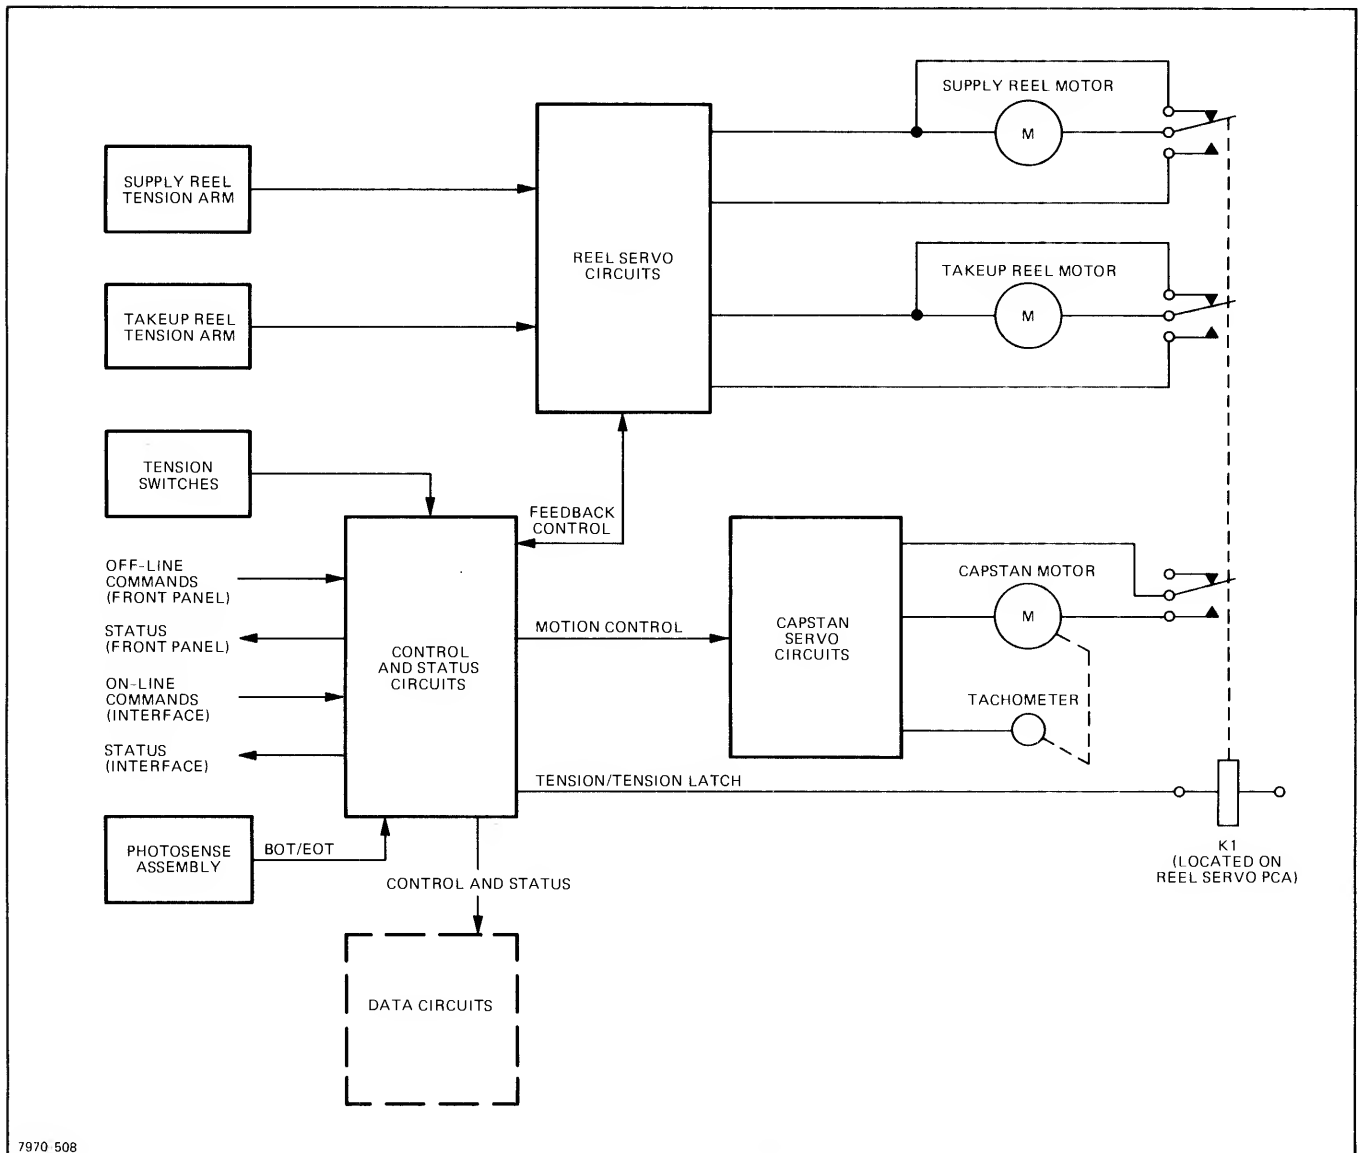 SUPPLY REEL MOTOR
M
SUPPLY REEL
TENSION ARM
REEL SERVO
CIRCUITS
TAKEUP REEL MOTOR
M
TAKEUP REEL
TENSION ARM
TENSION
SWITCHES
FEEDBACK
CONTROL
OFF-LINE
COMMANDS
(FRONT PANEL)
STATUS
(FRONT PANEL)
ON-LINE
COMMANDS
(INTERFACE)
STATUS
(INTERFACE)
CONTROL
AND STATUS
CIRCUITS
MOTION CONTROL
CAPSTAN
SERVO
CIRCUITS
CAPSTAN MOTOR
M
TACHOMETER
TENSION/TENSION LATCH
K1
(LOCATED ON
REEL SERVO PCA)
PHOTOSENSE
ASSEMBLY
BOT/EOT
CONTROL AND STATUS
DATA CIRCUITS
7970-508